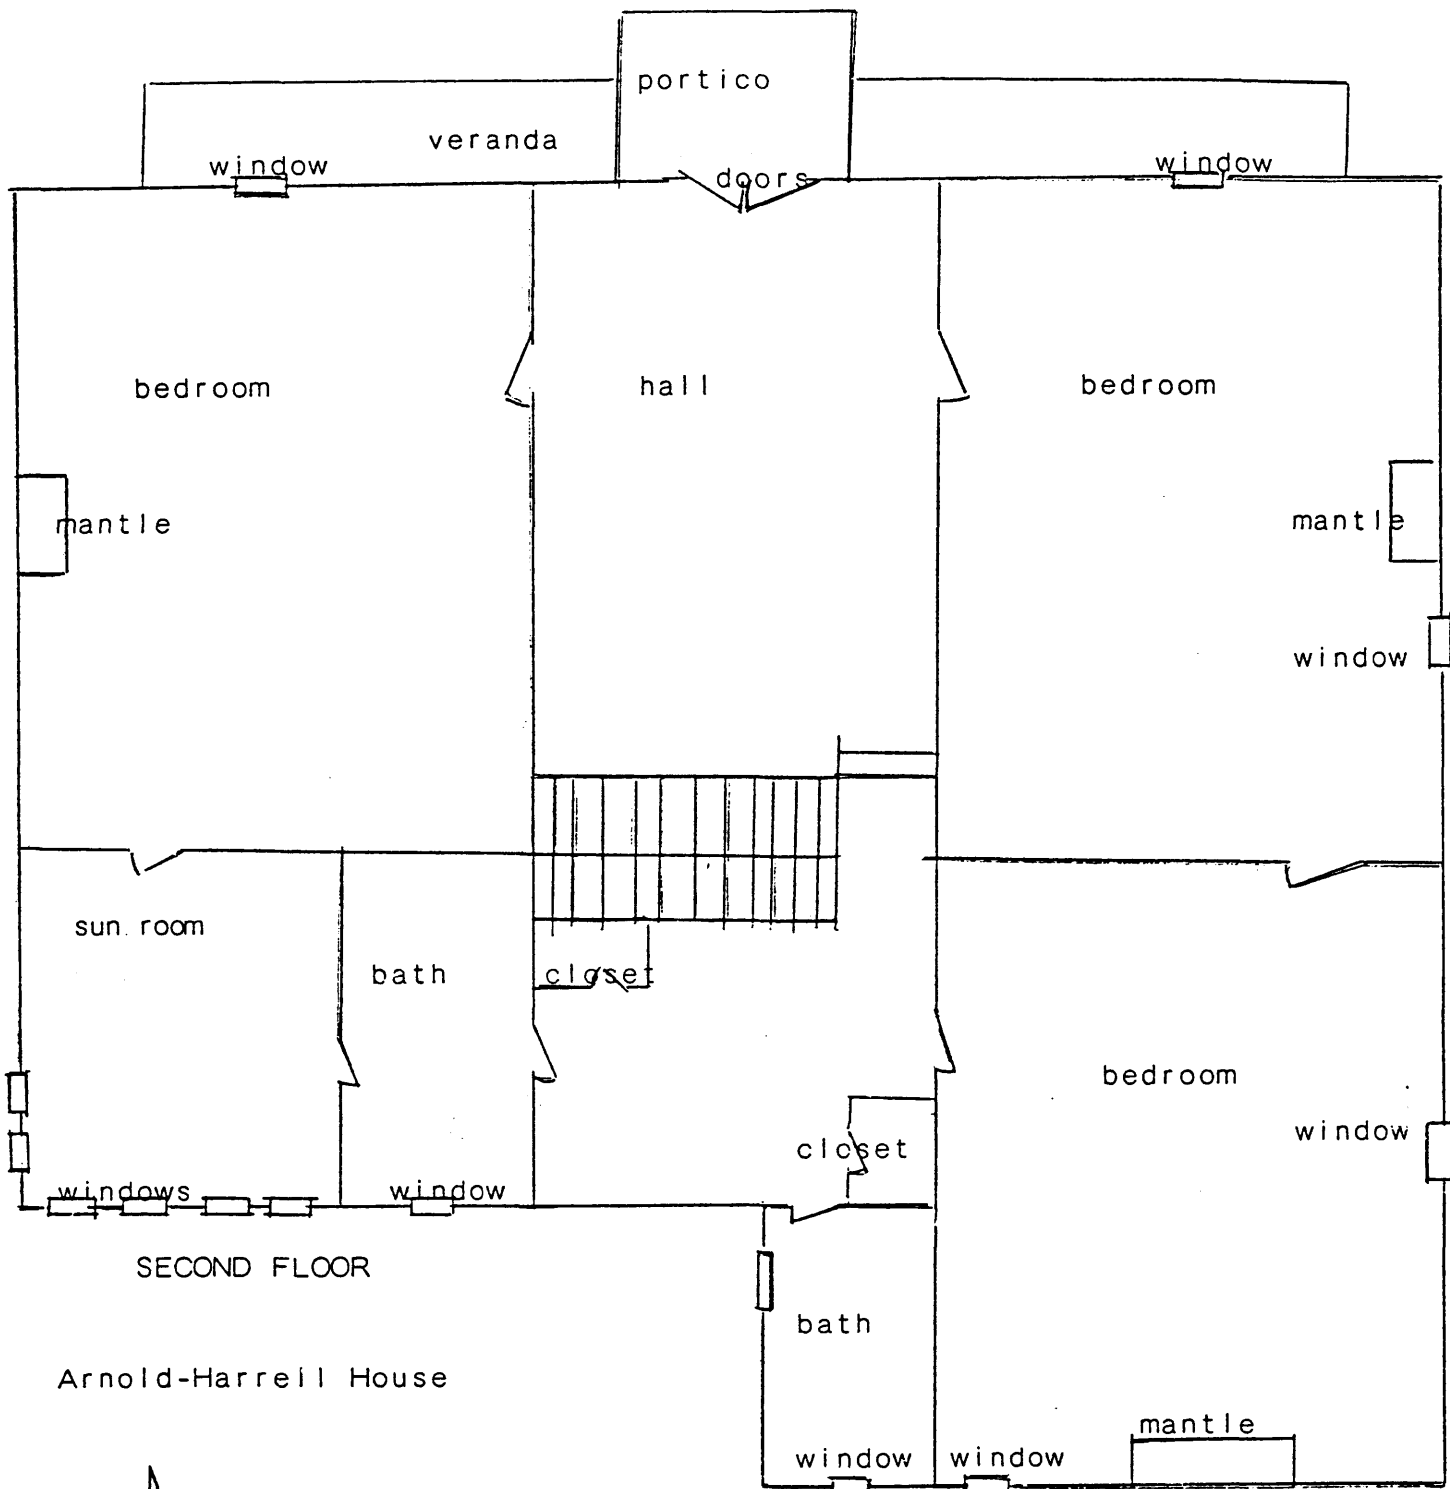 portico
veranda
window
window
doors
bedroom
hall
bedroom
mantle
mantle
window
sun room
bath
closet
bedroom
window
closet
windows
window
SECOND FLOOR
bath
Arnold-Harrell House
mantle
window
window